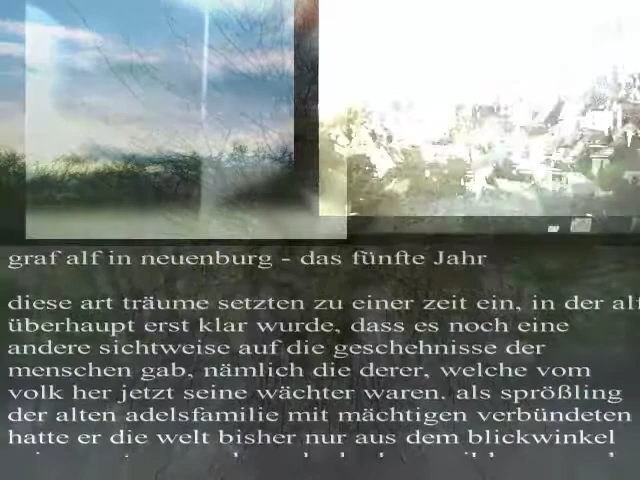 graf alf in neuenburg - das fünfte Jahr
diese art träume setzten zu einer zeit ein, in der alf
überhaupt erst klar wurde, dass es noch eine
andere sichtweise auf die geschehnisse der
menschen gab, nämlich die derer, welche vom
volk her jetzt seine wächter waren. als sprößling
der alten adelsfamilie mit mächtigen verbündeten
hatte er die welt bisher nur aus dem blickwinkel